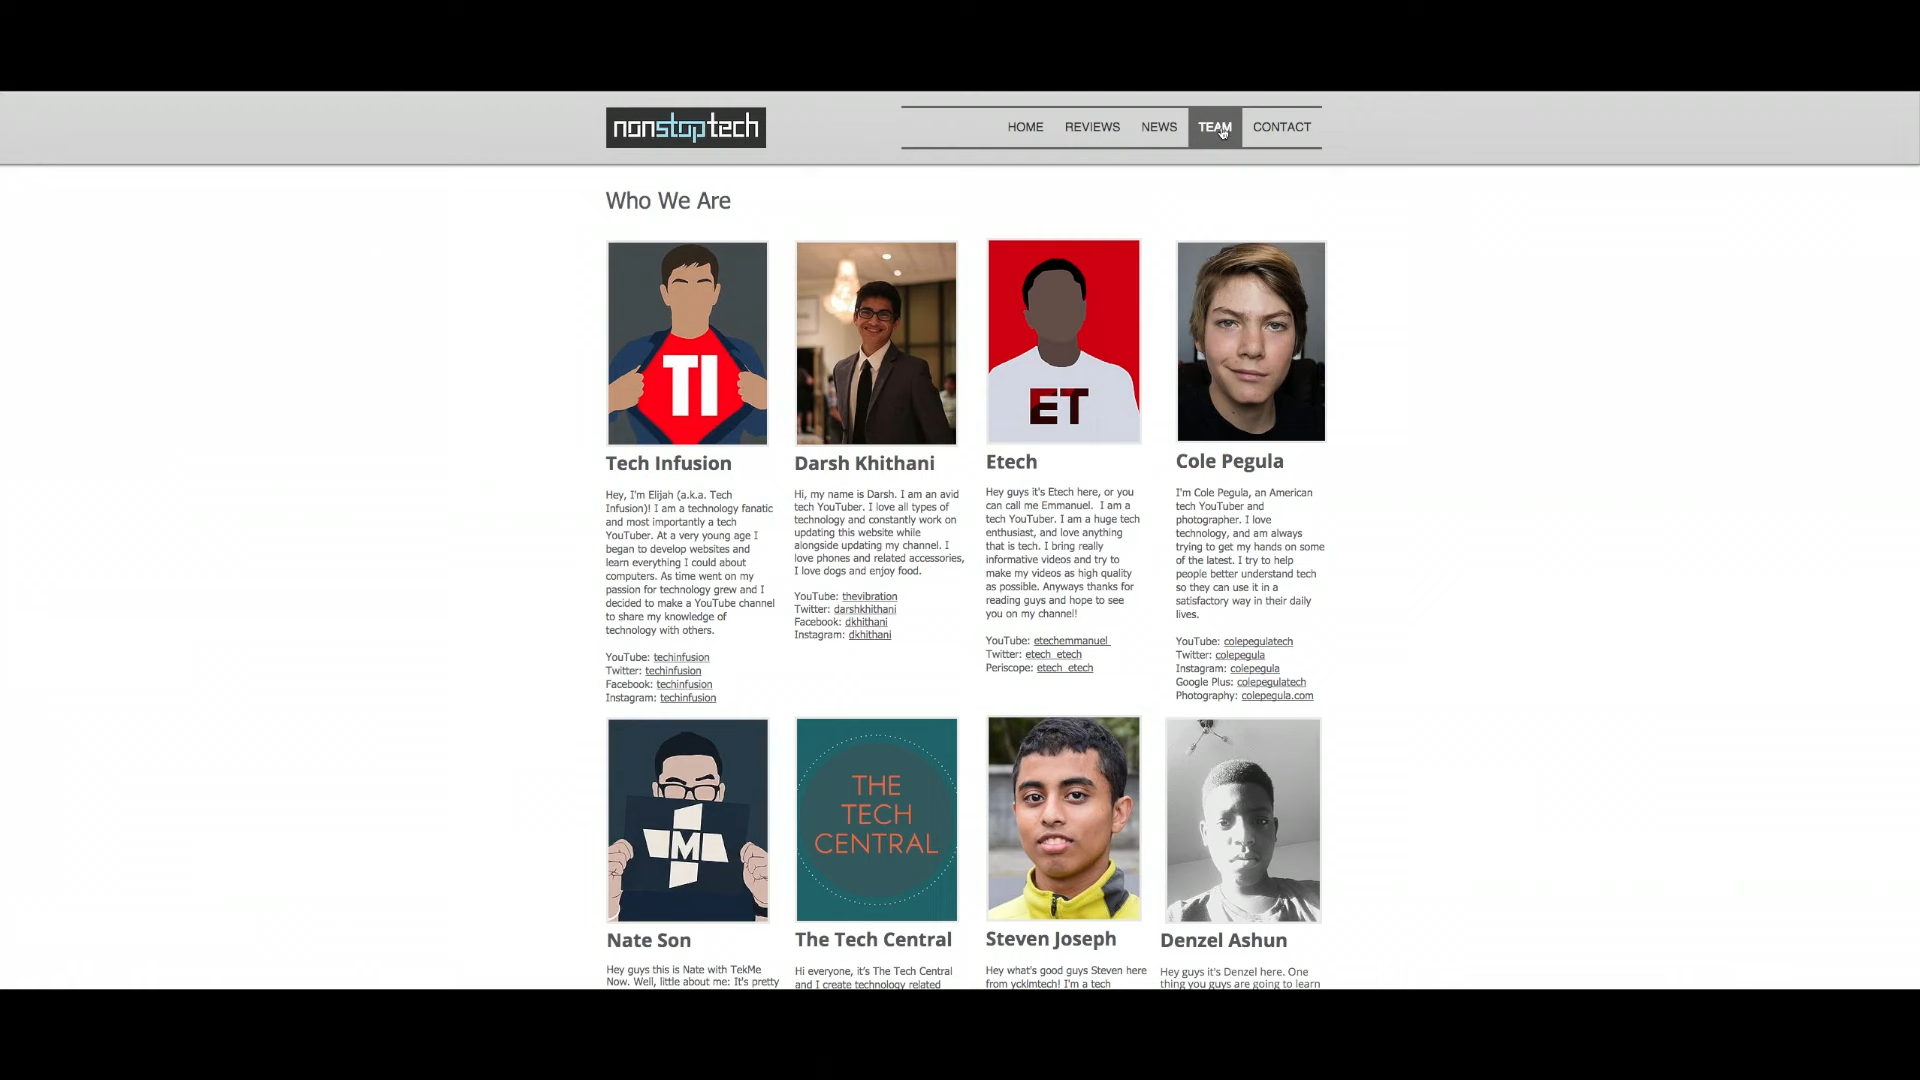 nonstoptech
HOME REVIEWS NEWS TEAM CONTACT
Who We Are
TI
ET
Tech Infusion
Hey, I'm Elijah (a.k.a. Tech
Infusion)! I am a technology fanatic
and most importantly a tech
YouTuber. At a very young age I
began to develop websites and
learn everything I could about
computers. As time went on my
passion for technology grew and I
decided to make a YouTube channel
to share my knowledge of
technology with others.
YouTube: techinfusion
Twitter: techinfusion
Facebook: techinfusion
Instagram: techinfusion
Darsh Khithani
Hi, my name is Darsh. I am an avid
tech YouTuber. I love all types of
technology and constantly work on
updating this website while
alongside updating my channel. I
love phones and related accessories,
I love dogs and enjoy food.
YouTube: thevibration
Twitter: darshkhithani
Facebook: dkhithani
Instagram: dkhithani
Etech
Hey guys it's Etech here, or you
can call me Emmanuel. I am a
tech YouTuber. I am a huge tech
enthusiast, and love anything
that is tech. I bring really
informative videos and try to
make my videos as high quality
as possible. Anyways thanks for
reading guys and hope to see
you on my channel!
YouTube: etechemmanuel
Twitter: etech_etech
Periscope: etech_etech
Cole Pegula
I'm Cole Pegula, an American
tech YouTuber and
photographer. I love
technology, and am always
trying to get my hands on some
of the latest. I try to help
people better understand tech
so they can use it in a
satisfactory way in their daily
lives.
YouTube: colepegulatech
Twitter: colepegula
Instagram: colepegula
Google Plus: colepegulatech
Photography: colepegula.com
M
THE
TECH
CENTRAL
Nate Son
Hey guys this is Nate with TekMe
Now. Well, little about me: It's pretty
The Tech Central
Hi everyone, it's The Tech Central
and I create technology related
Steven Joseph
Hey what's good guys Steven here
from ycklmtech! I'm a tech
Denzel Ashun
Hey guys it's Denzel here. One
thing you guys are going to learn